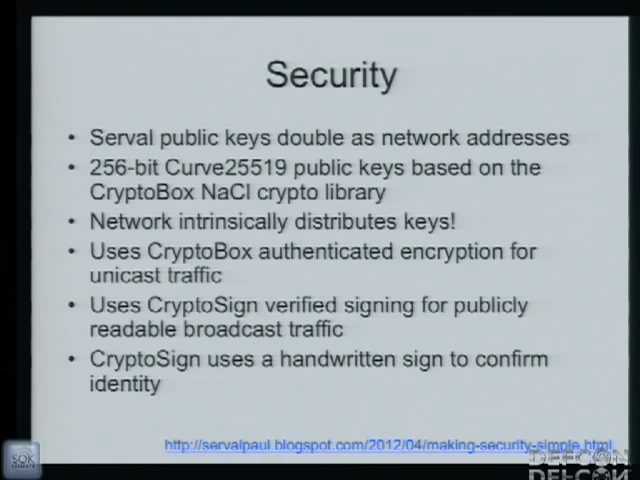 Security
• Serval public keys double as network addresses
• 256-bit Curve25519 public keys based on the
CryptoBox NaCl crypto library
• Network intrinsically distributes keys!
• Uses CryptoBox authenticated encryption for
unicast traffic
• Uses CryptoSign verified signing for publicly
readable broadcast traffic
• CryptoSign uses a handwritten sign to confirm
identity
http://servalpaul.blogspot.com/2012/04/making-security-simple.html
DEFCON
DEFCON
SOK